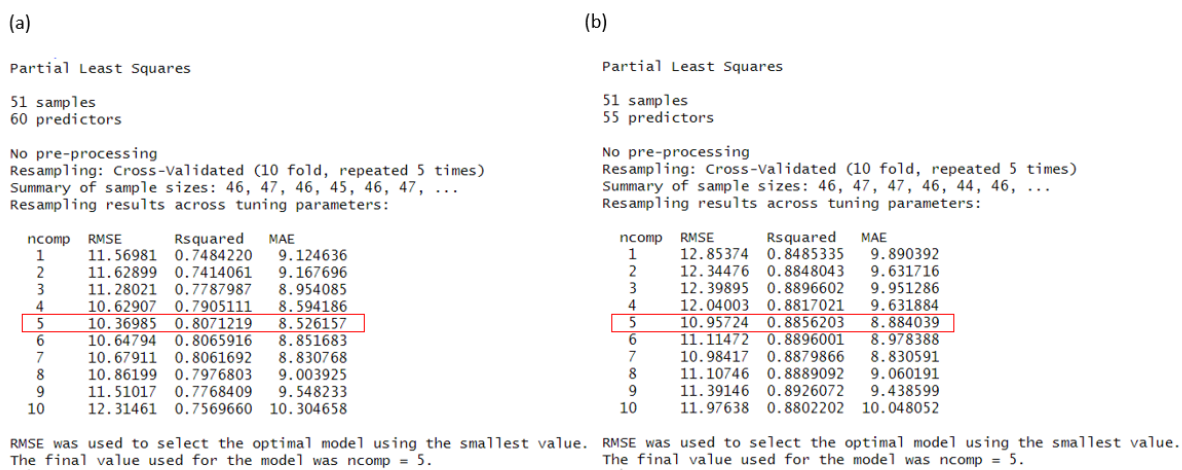 (a)
Partial Least Squares
51 samples
60 predictors
No pre-processing
Resampling: Cross-Validated (10 fold, repeated 5 times)
Summary of sample sizes: 46, 47, 46, 45, 46, 47, ...
Resampling results across tuning parameters:
ncomp RMSE Rsquared MAE
1 11.56981 0.7484220 9.124636
2 11.62899 0.7414061 9.167696
3 11.28021 0.7787987 8.954085
4 10.62907 0.7905111 8.594186
5 10.36985 0.8071219 8.526157
6 10.64794 0.8065916 8.851683
7 10.67911 0.8061692 8.830768
8 10.86199 0.7976803 9.003925
9 11.51017 0.7768409 9.548233
10 12.31461 0.7569660 10.304658
RMSE was used to select the optimal model using the smallest value.
The final value used for the model was ncomp = 5.
(b)
Partial Least Squares
51 samples
55 predictors
No pre-processing
Resampling: Cross-Validated (10 fold, repeated 5 times)
Summary of sample sizes: 46, 47, 47, 46, 44, 46, ...
Resampling results across tuning parameters:
ncomp RMSE Rsquared MAE
1 12.85374 0.8485335 9.890392
2 12.34476 0.8848043 9.631716
3 12.39895 0.8896602 9.951286
4 12.04003 0.8817021 9.631884
5 10.95724 0.8856203 8.884039
6 11.11472 0.8896001 8.978388
7 10.98417 0.8879866 8.830591
8 11.10746 0.8889092 9.060191
9 11.39146 0.8926072 9.438599
10 11.97638 0.8802202 10.048052
RMSE was used to select the optimal model using the smallest value.
The final value used for the model was ncomp = 5.